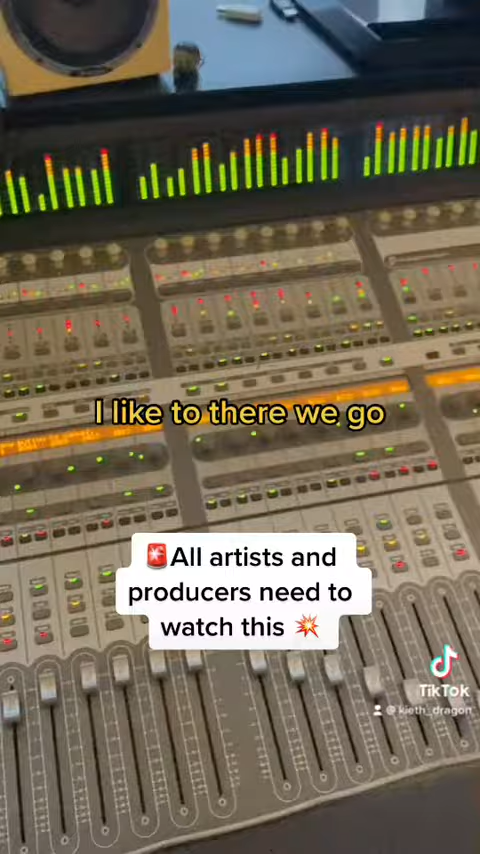 I like to there we go
🚨All artists and
producers need to
watch this 💥
TikTok
@kieth_dragon